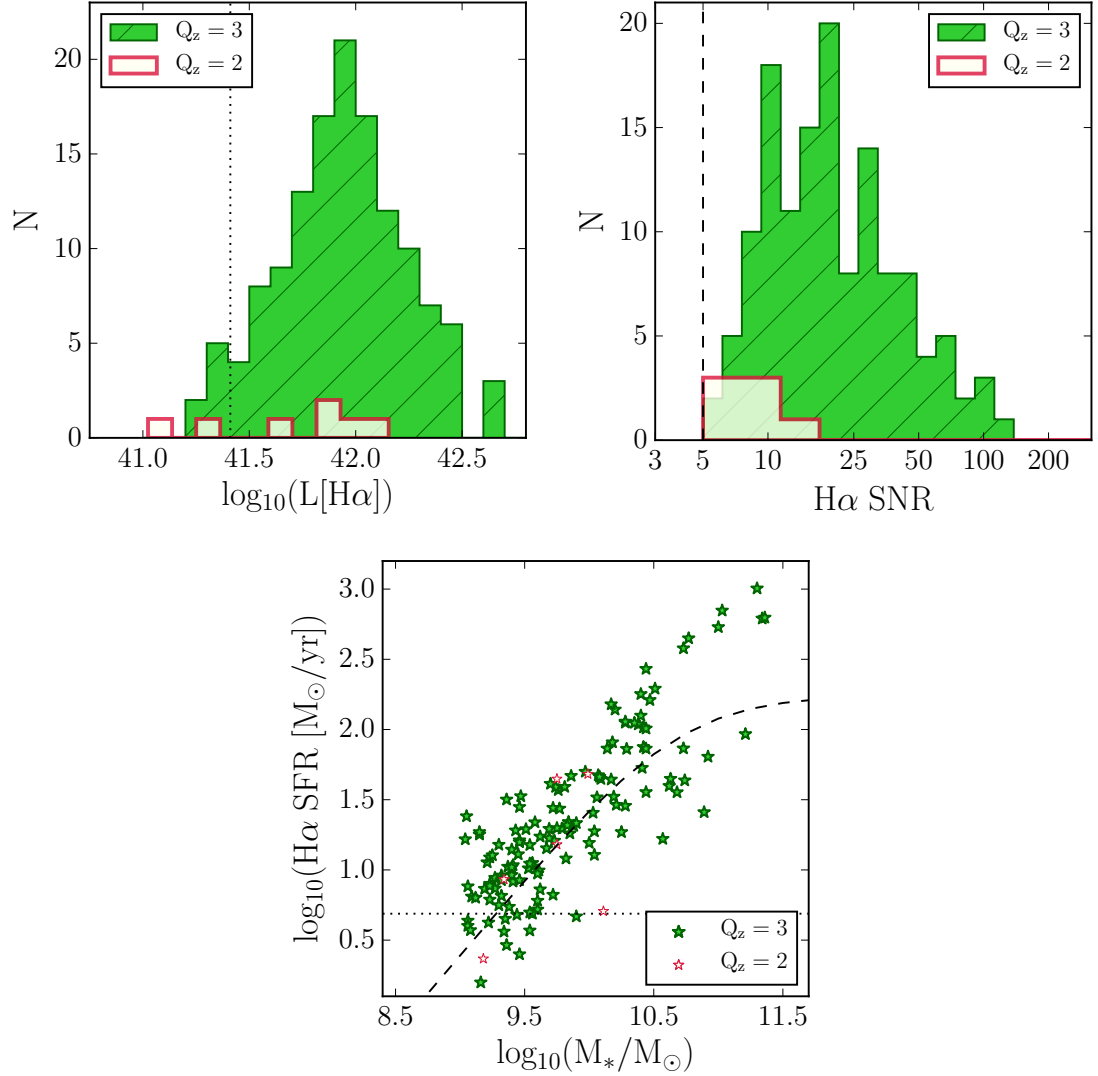 20
15
10
5
0
N
Q_z = 3
Q_z = 2
41.0 41.5 42.0 42.5
log₁₀(L[Hα])
20
15
10
5
0
N
Q_z = 3
Q_z = 2
3 5 10 25 50 100 200
Hα SNR
3.0
2.5
2.0
1.5
1.0
0.5
log₁₀(Hα SFR [M☉/yr])
Q_z = 3
Q_z = 2
8.5 9.5 10.5 11.5
log₁₀(M_*/M☉)